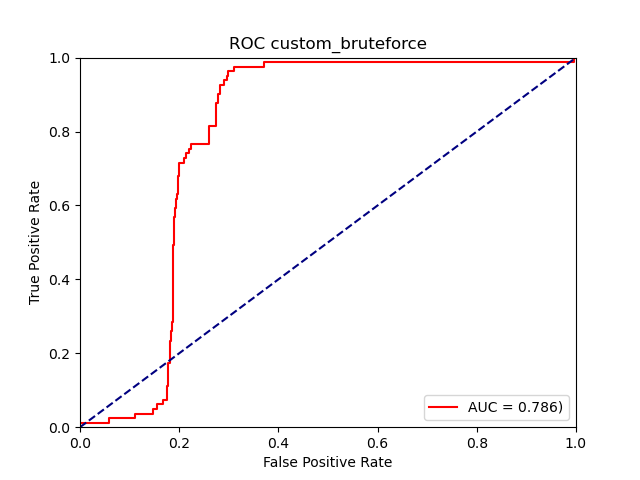 ROC custom_bruteforce
True Positive Rate
1.0
0.8
0.6
0.4
0.2
0.0
0.0 0.2 0.4 0.6 0.8 1.0
False Positive Rate
AUC = 0.786)